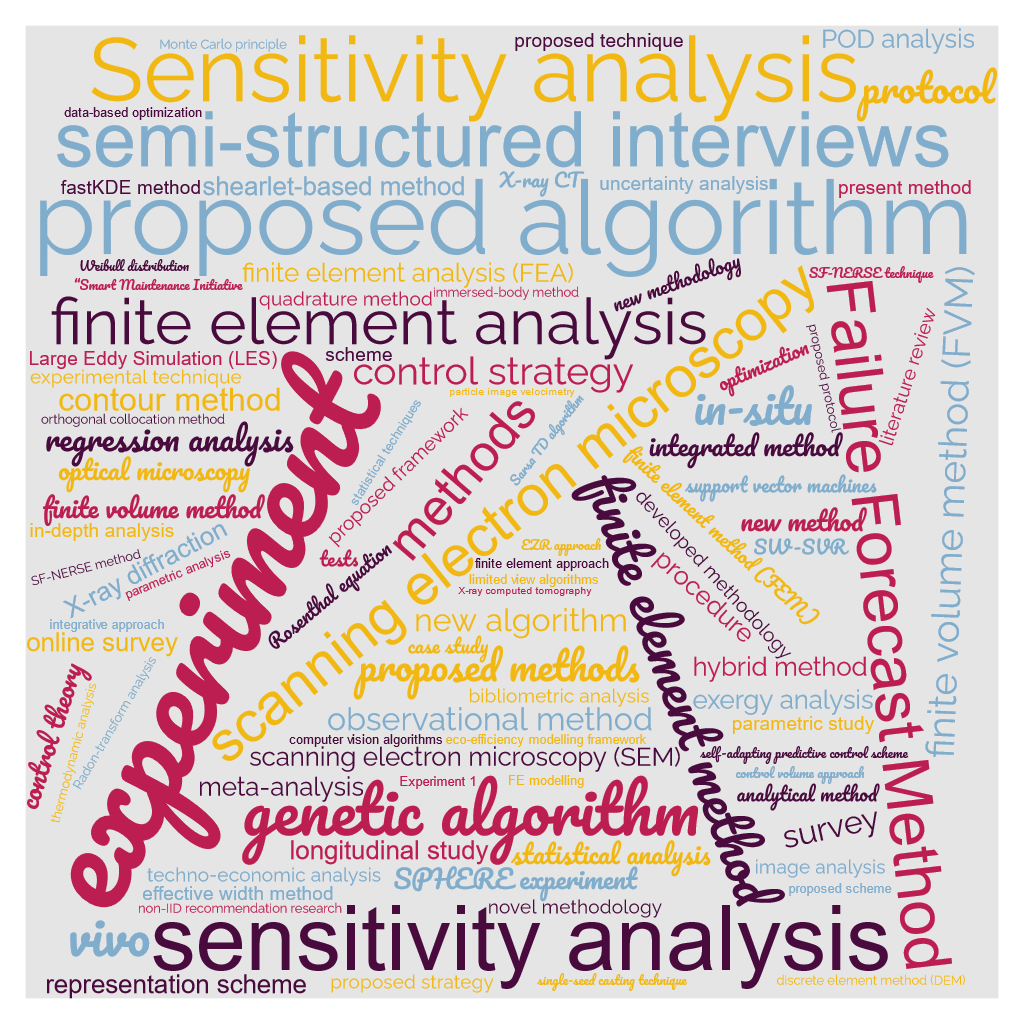 Monte Carlo principle
proposed technique
POD analysis
Sensitivity analysis
protocol
data-based optimization
semi-structured interviews
fastKDE method
shearlet-based method
X-ray CT
uncertainty analysis
present method
proposed algorithm
Weibull distribution
finite element analysis (FEA)
new methodology
SF-NERSE technique
“Smart Maintenance Initiative
quadrature method
immersed-body method
finite element analysis
scanning electron microscopy
Failure Forecast Method
finite volume method (FVM)
literature review
proposed protocol
Large Eddy Simulation (LES)
scheme
control strategy
optimization
experimental technique
particle image velocimetry
contour method
in-situ
orthogonal collocation method
experiment
statistical techniques
proposed framework
methods
Sarsa TD algorithm
regression analysis
integrated method
optical microscopy
finite element method (FEM)
support vector machines
finite volume method
finite element method
developed methodology
new method
in-depth analysis
X-ray diffraction
SW-SVR
SF-NERSE method
parametric analysis
tests
Rosenthal equation
EZR approach
finite element approach
limited view algorithms
X-ray computed tomography
procedure
integrative approach
online survey
new algorithm
case study
proposed methods
hybrid method
control theory
thermodynamic analysis
Radon-transform analysis
bibliometric analysis
exergy analysis
observational method
parametric study
computer vision algorithms
eco-efficiency modelling framework
scanning electron microscopy (SEM)
self-adapting predictive control scheme
control volume approach
meta-analysis
Experiment 1
FE modelling
analytical method
genetic algorithm
survey
longitudinal study
statistical analysis
image analysis
techno-economic analysis
SPHERE experiment
proposed scheme
effective width method
non-IID recommendation research
novel methodology
vivo
sensitivity analysis
representation scheme
proposed strategy
single-seed casting technique
discrete element method (DEM)